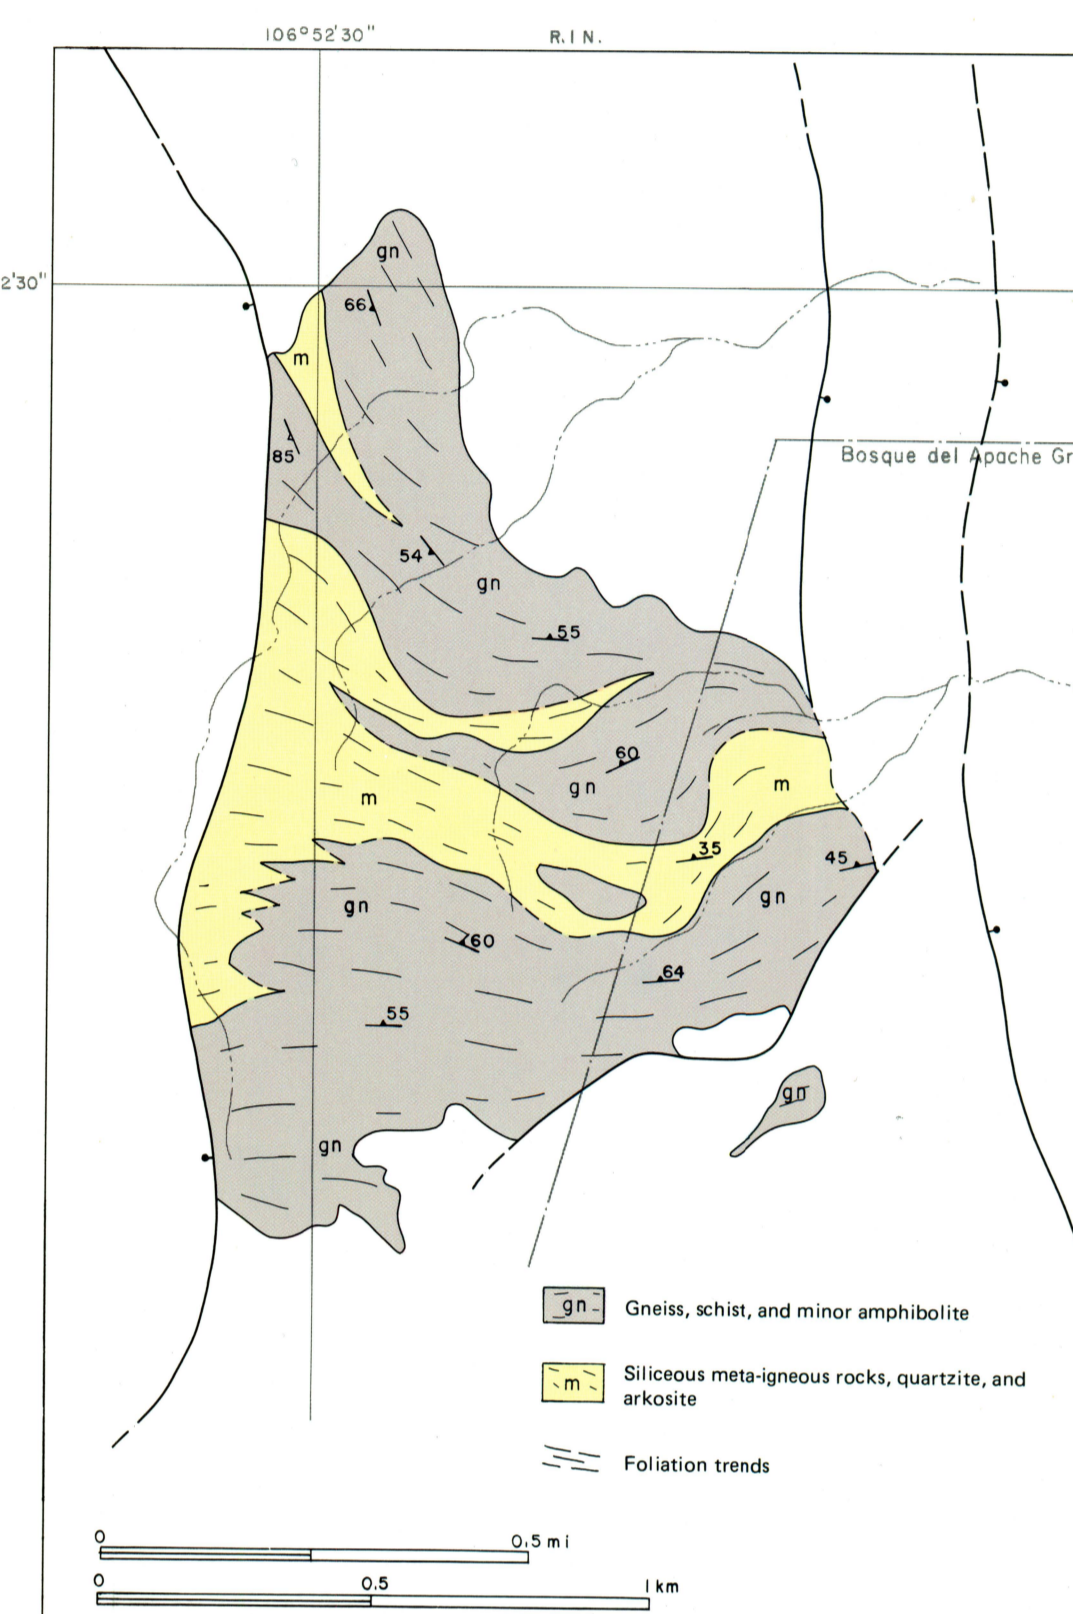 106°52'30"
R.I N.
gn
2'30"
66
m
85
Bosque del Apache Gr
54
gn
55
60
gn
m
m
35
45
gn
gn
60
64
55
gn
gn
gn Gneiss, schist, and minor amphibolite
m Siliceous meta-igneous rocks, quartzite, and
arkosite
Foliation trends
0 0.5 mi
0 0.5 1 km